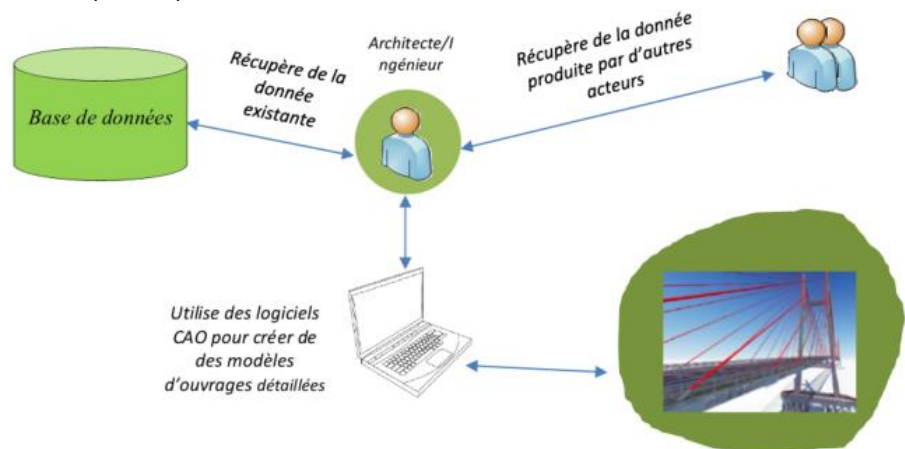 Base de données
Récupère de la
donnée
existante
Architecte/I
ngénieur
Récupère de la donnée
produite par d'autres
acteurs
Utilise des logiciels
CAO pour créer de
des modèles
d'ouvrages détaillées